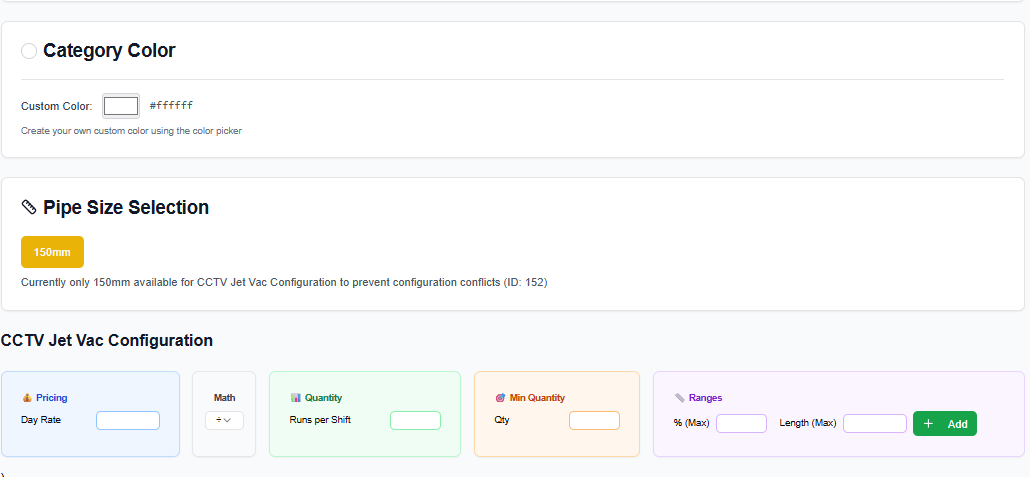 Category Color
Custom Color: #ffffff
Create your own custom color using the color picker
Pipe Size Selection
150mm
Currently only 150mm available for CCTV Jet Vac Configuration to prevent configuration conflicts (ID: 152)
CCTV Jet Vac Configuration
Pricing
Day Rate
Math
÷
Quantity
Runs per Shift
Min Quantity
Qty
Ranges
% (Max) Length (Max) + Add
)